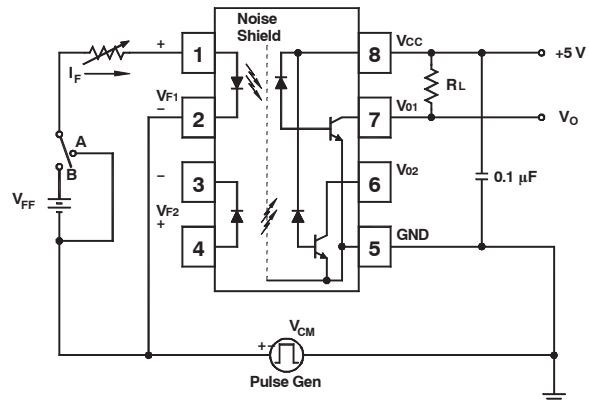 Noise
Shield
+
1
8
VCC
+5 V
IF
RL
VF1
−
2
7
V01
VO
A
B
−
3
6
V02
0.1 µF
VFF
VF2
+
4
5
GND
VCM
+−
Pulse Gen